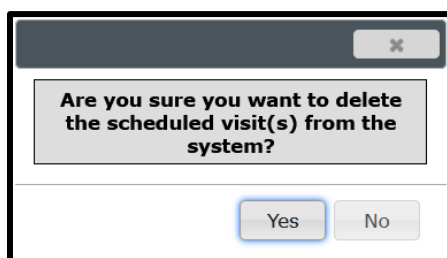 Are you sure you want to delete
the scheduled visit(s) from the
system?
Yes No